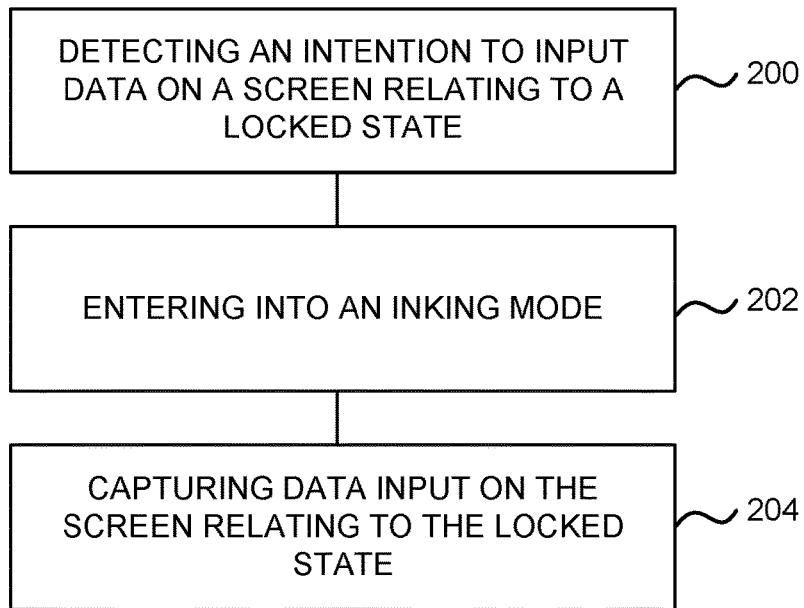 DETECTING AN INTENTION TO INPUT
DATA ON A SCREEN RELATING TO A
LOCKED STATE
200
ENTERING INTO AN INKING MODE
202
CAPTURING DATA INPUT ON THE
SCREEN RELATING TO THE LOCKED
STATE
204